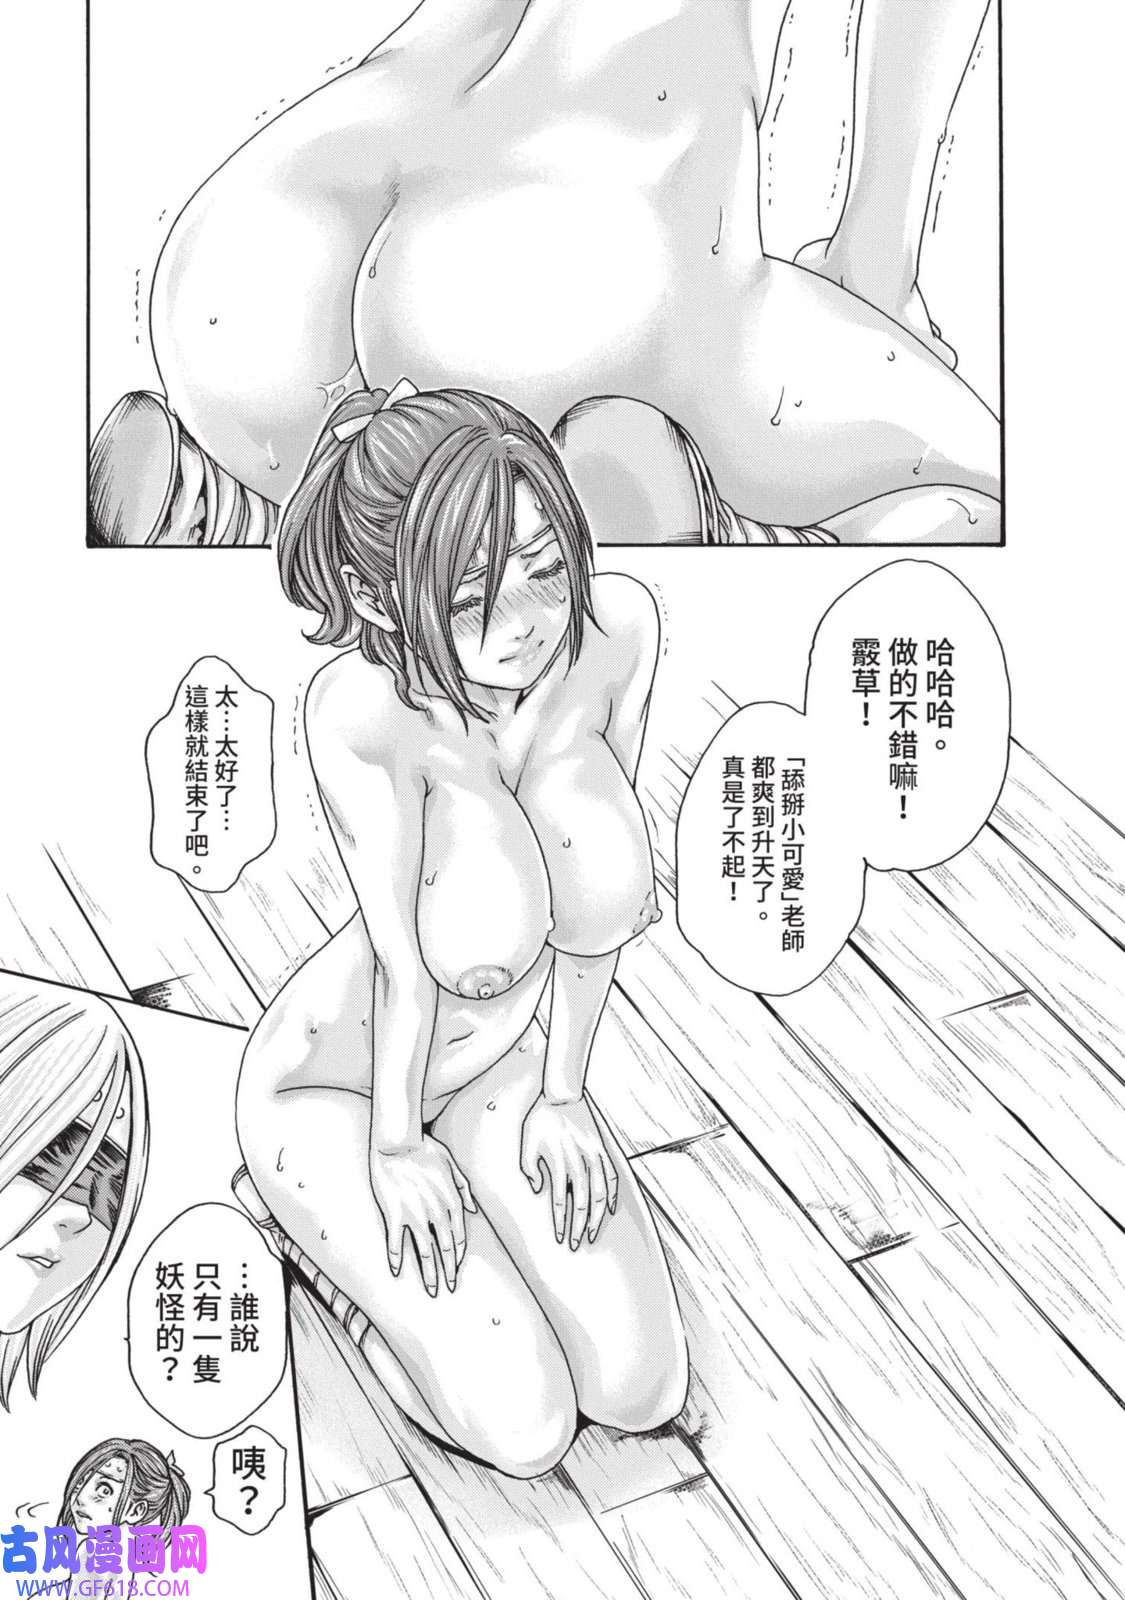 哈哈哈。
做的不錯嘛！
霰草！
「舔掰小可愛」老師
都爽到升天了。
真是了不起！
太…太好了…
這樣就結束了吧。
…誰說
只有一隻
妖怪的？
咦？
古风漫画网
WWW.GF618.COM